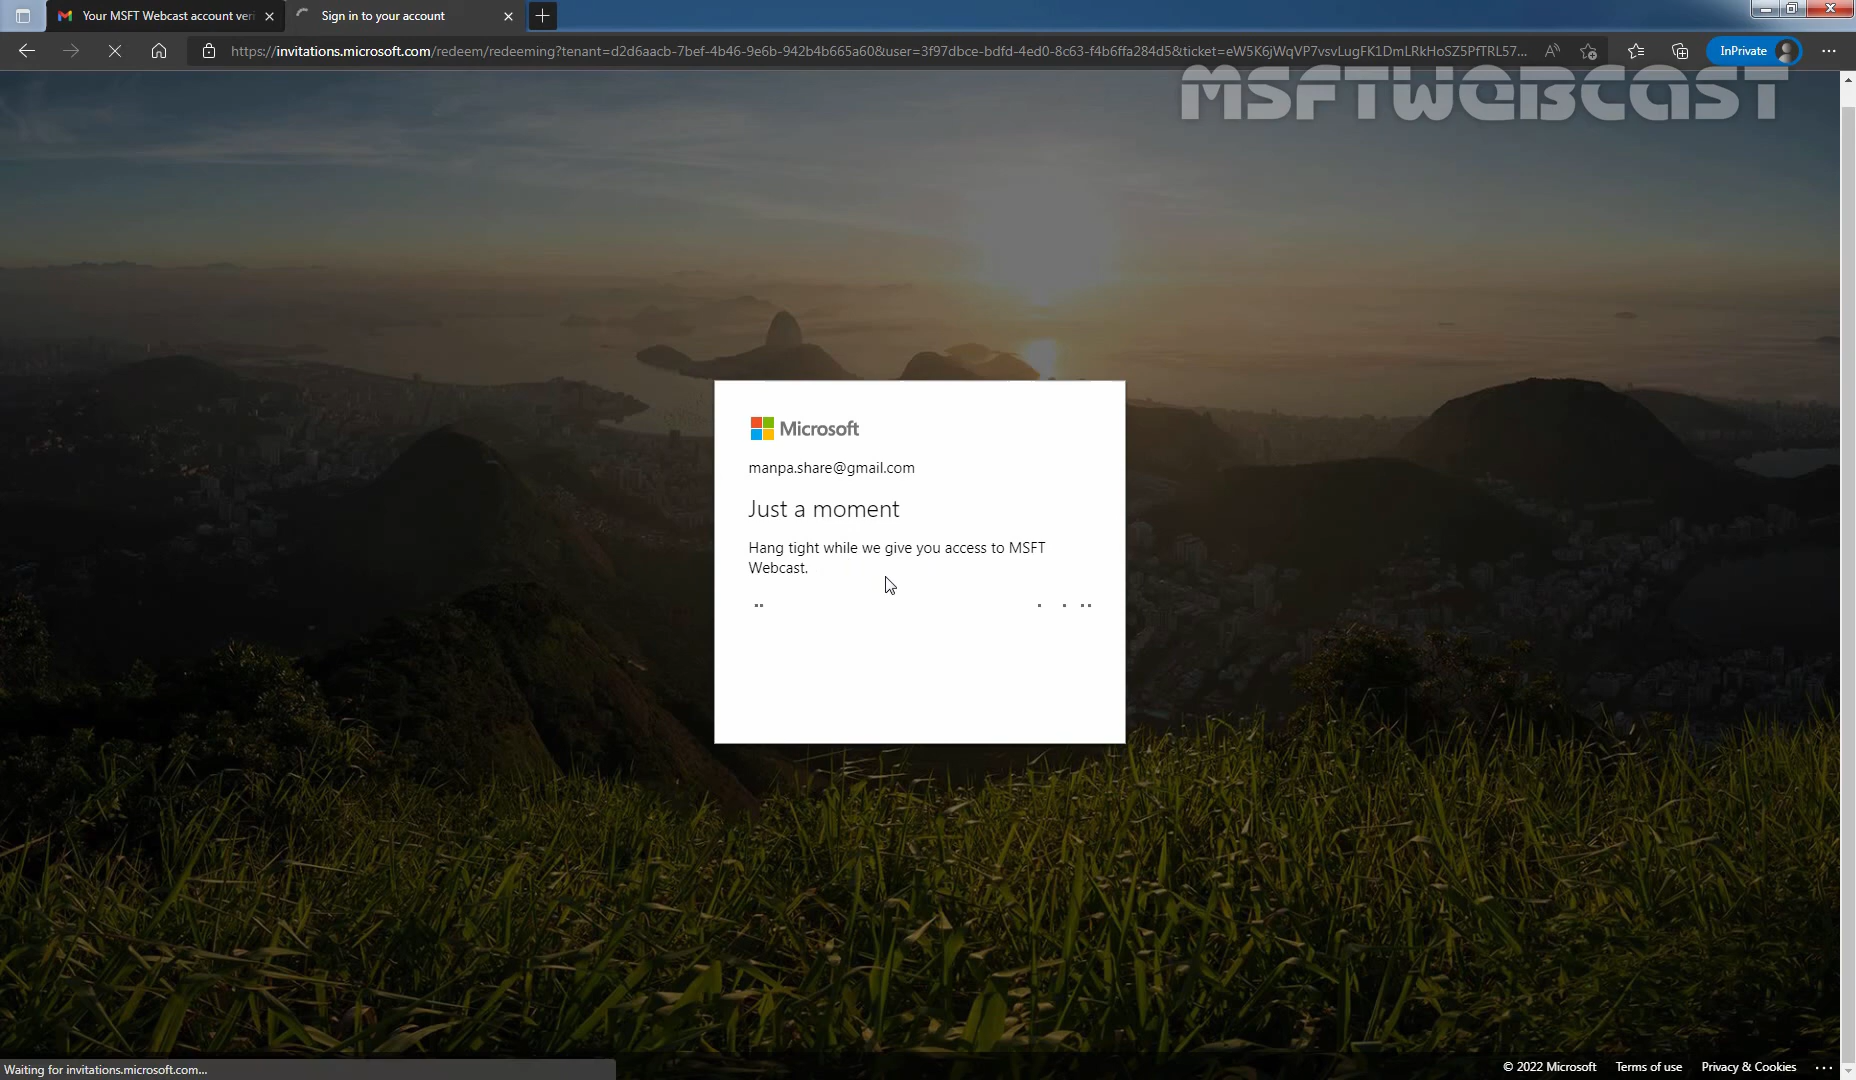 Your MSFT Webcast account veri
Sign in to your account
https://invitations.microsoft.com/redeem/redeeming?tenant=d2d6aacb-7bef-4b46-9e6b-942b4b665a60&user=3f97dbce-bdfd-4ed0-8c63-f4b6ffa284d5&ticket=eW5K6jWqVP7vsvLugFK1DmLRkHoSZ5PfTRL57...
InPrivate
MSFTWEBCAST
Microsoft
manpa.share@gmail.com
Just a moment
Hang tight while we give you access to MSFT
Webcast.
Waiting for invitations.microsoft.com...
© 2022 Microsoft
Terms of use
Privacy & Cookies